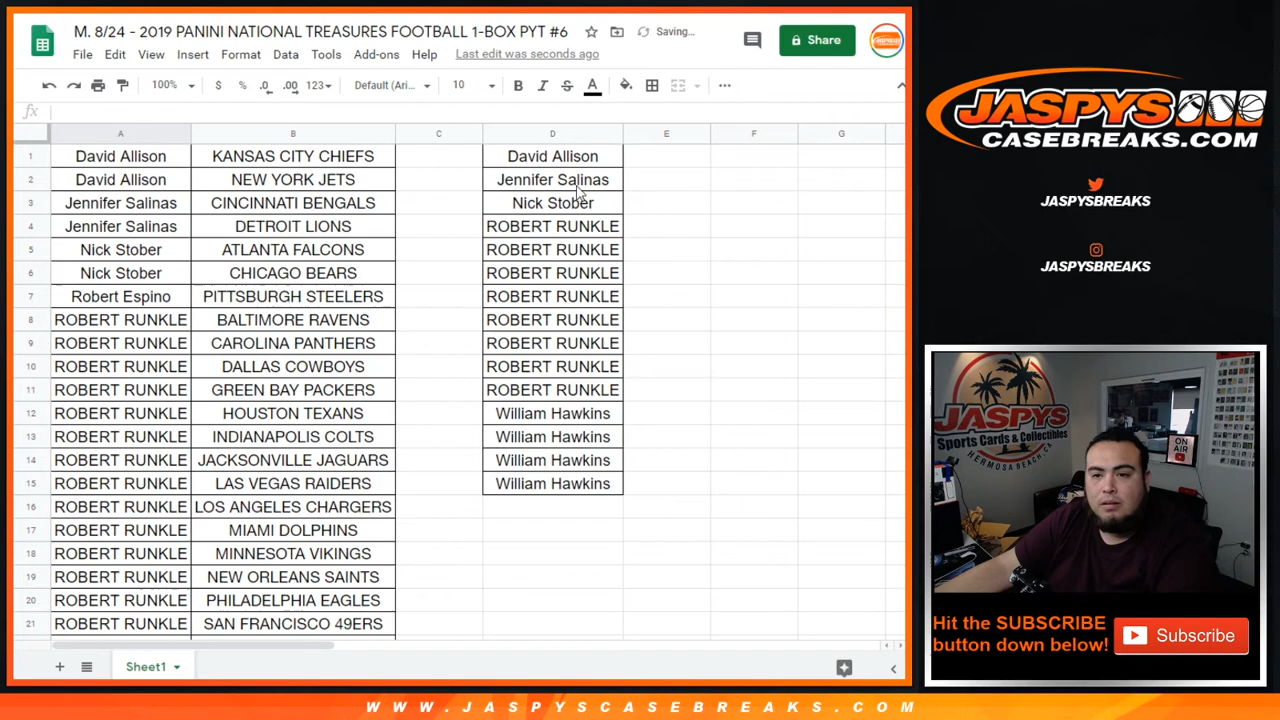 M. 8/24 - 2019 PANINI NATIONAL TREASURES FOOTBALL 1-BOX PYT #6
Saving...
Share
File Edit View Insert Format Data Tools Add-ons Help Last edit was seconds ago
100% $ % .0 .00 123 Default (Ari... 10 B I S A
fx
A B C D E F G
1 David Allison KANSAS CITY CHIEFS David Allison
2 David Allison NEW YORK JETS Jennifer Salinas
3 Jennifer Salinas CINCINNATI BENGALS Nick Stober
4 Jennifer Salinas DETROIT LIONS ROBERT RUNKLE
5 Nick Stober ATLANTA FALCONS ROBERT RUNKLE
6 Nick Stober CHICAGO BEARS ROBERT RUNKLE
7 Robert Espino PITTSBURGH STEELERS ROBERT RUNKLE
8 ROBERT RUNKLE BALTIMORE RAVENS ROBERT RUNKLE
9 ROBERT RUNKLE CAROLINA PANTHERS ROBERT RUNKLE
10 ROBERT RUNKLE DALLAS COWBOYS ROBERT RUNKLE
11 ROBERT RUNKLE GREEN BAY PACKERS ROBERT RUNKLE
12 ROBERT RUNKLE HOUSTON TEXANS William Hawkins
13 ROBERT RUNKLE INDIANAPOLIS COLTS William Hawkins
14 ROBERT RUNKLE JACKSONVILLE JAGUARS William Hawkins
15 ROBERT RUNKLE LAS VEGAS RAIDERS William Hawkins
16 ROBERT RUNKLE LOS ANGELES CHARGERS
17 ROBERT RUNKLE MIAMI DOLPHINS
18 ROBERT RUNKLE MINNESOTA VIKINGS
19 ROBERT RUNKLE NEW ORLEANS SAINTS
20 ROBERT RUNKLE PHILADELPHIA EAGLES
21 ROBERT RUNKLE SAN FRANCISCO 49ERS
Sheet1
JASPYS
CASEBREAKS.COM
JASPYSBREAKS
JASPYSBREAKS
JASPYS
Sports Cards & Collectibles
HERMOSA BEACH, CA
ON AIR
Hit the SUBSCRIBE
button down below!
Subscribe
WWW.JASPYSCASEBREAKS.COM